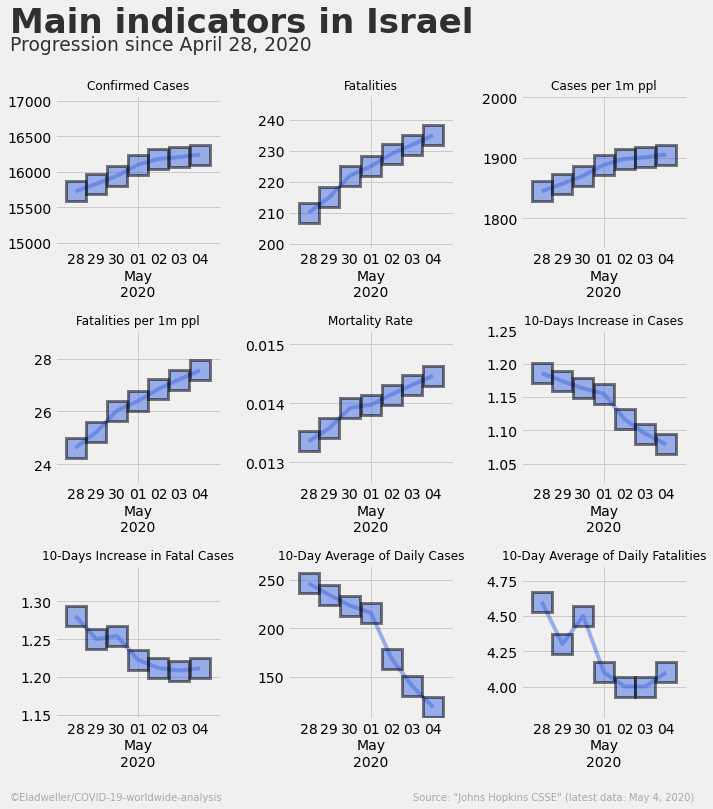 Main indicators in Israel
Progression since April 28, 2020
Confirmed Cases
17000
16500
16000
15500
15000
28 29 30 01 02 03 04
May
2020
Fatalities
240
230
220
210
200
28 29 30 01 02 03 04
May
2020
Cases per 1m ppl
2000
1900
1800
28 29 30 01 02 03 04
May
2020
Fatalities per 1m ppl
28
26
24
28 29 30 01 02 03 04
May
2020
Mortality Rate
0.015
0.014
0.013
28 29 30 01 02 03 04
May
2020
10-Days Increase in Cases
1.25
1.20
1.15
1.10
1.05
28 29 30 01 02 03 04
May
2020
10-Days Increase in Fatal Cases
1.30
1.25
1.20
1.15
28 29 30 01 02 03 04
May
2020
10-Day Average of Daily Cases
250
200
150
28 29 30 01 02 03 04
May
2020
10-Day Average of Daily Fatalities
4.75
4.50
4.25
4.00
28 29 30 01 02 03 04
May
2020
©Eladweller/COVID-19-worldwide-analysis
Source: "Johns Hopkins CSSE" (latest data: May 4, 2020)